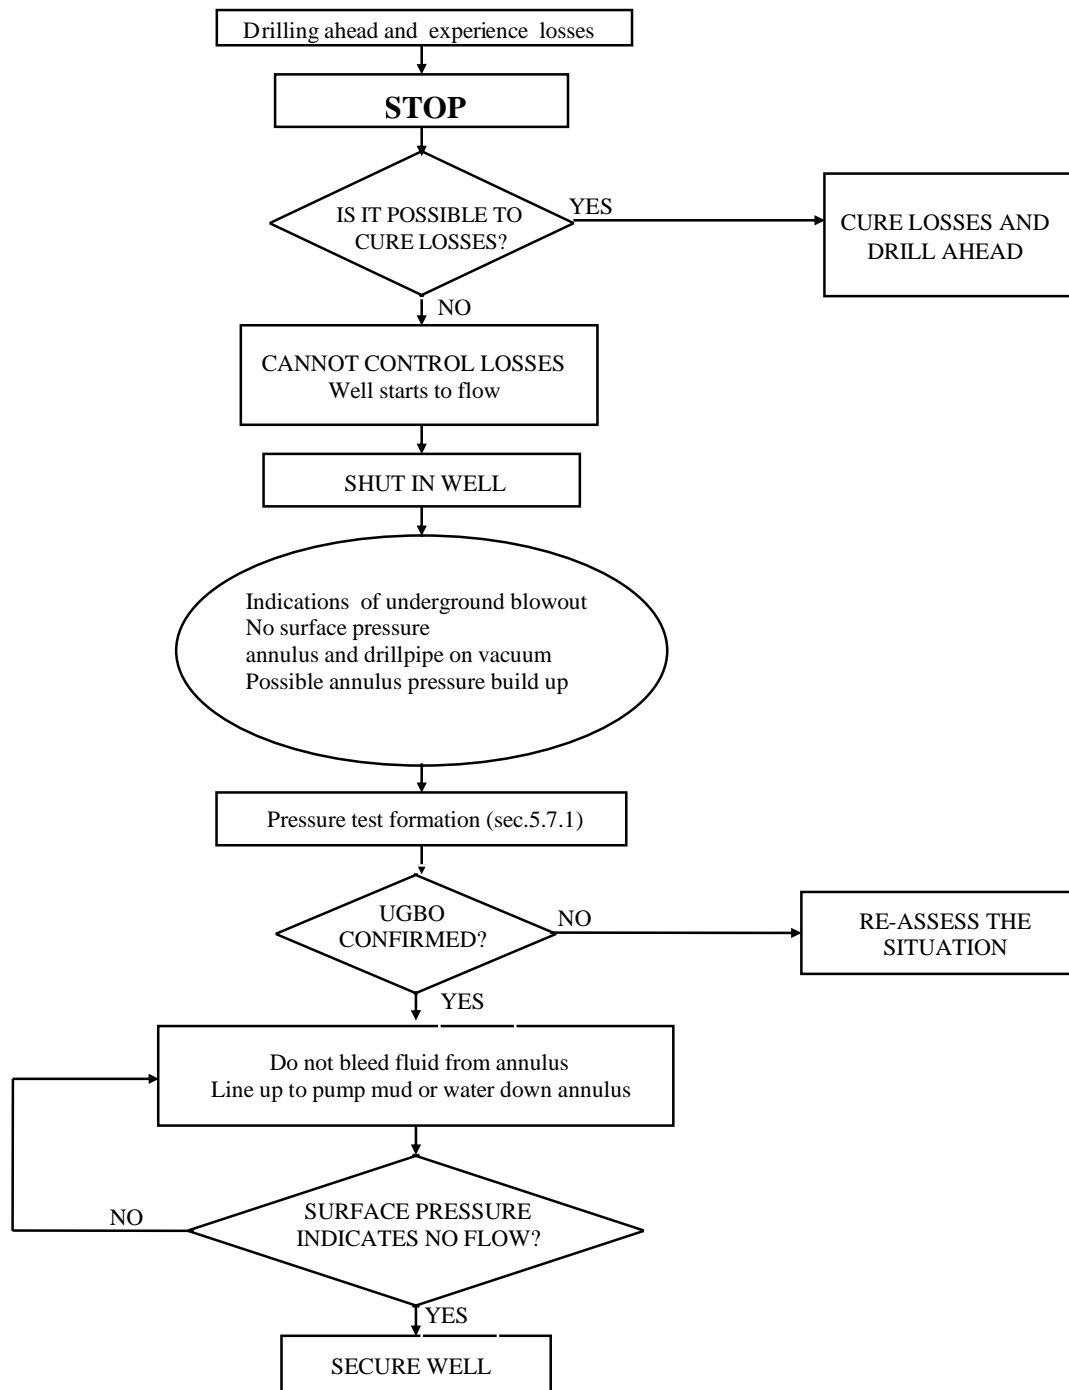 Drilling ahead and experience losses
STOP
IS IT POSSIBLE TO
CURE LOSSES?
YES
CURE LOSSES AND
DRILL AHEAD
NO
CANNOT CONTROL LOSSES
Well starts to flow
SHUT IN WELL
Indications of underground blowout
No surface pressure
annulus and drillpipe on vacuum
Possible annulus pressure build up
Pressure test formation (sec.5.7.1)
UGBO
CONFIRMED?
NO
RE-ASSESS THE
SITUATION
YES
Do not bleed fluid from annulus
Line up to pump mud or water down annulus
SURFACE PRESSURE
INDICATES NO FLOW?
NO
YES
SECURE WELL